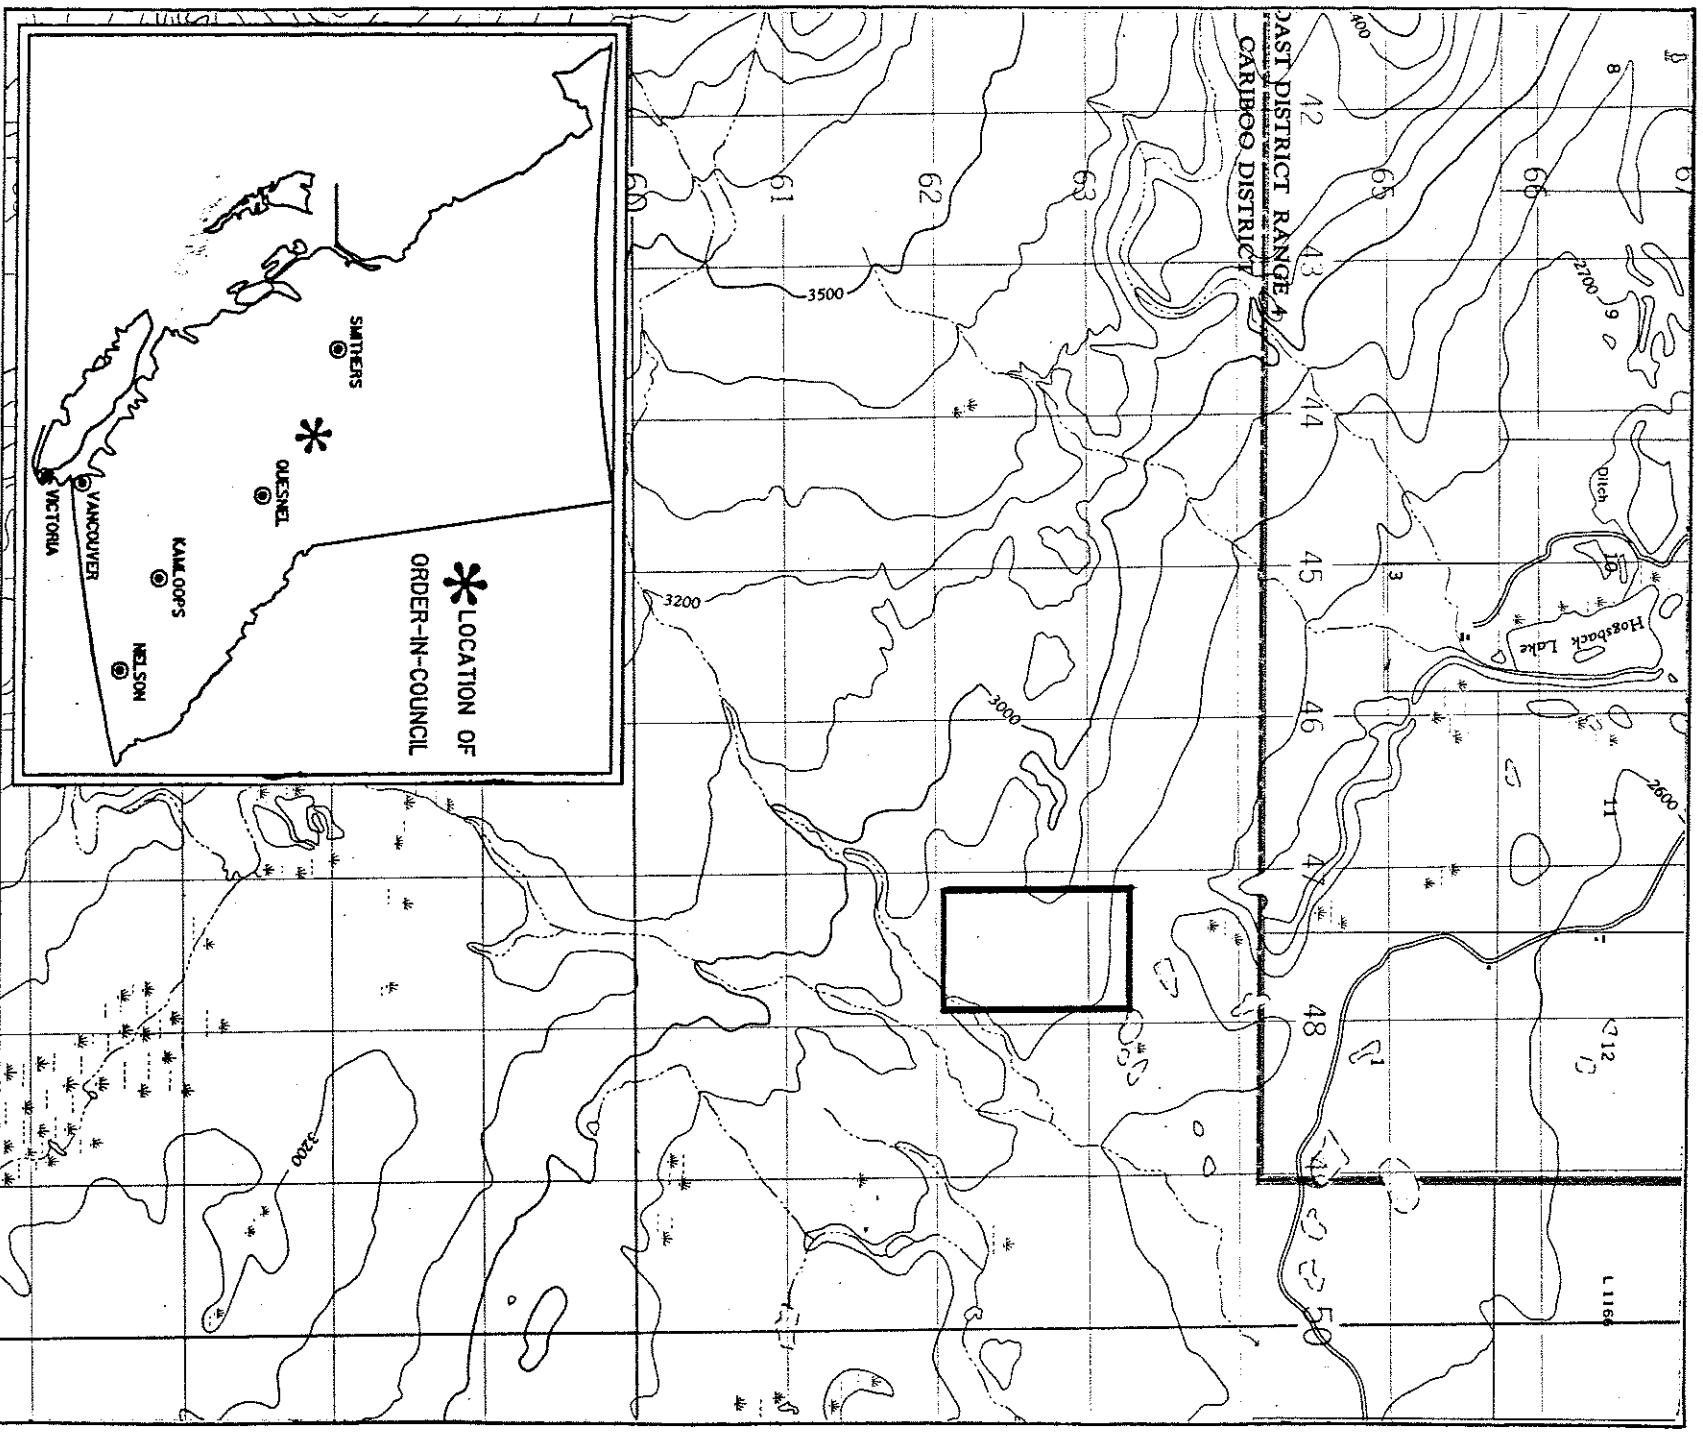 OAST DISTRICT RANGE 4
CARIBOO DISTRICT
42
43
44
45
46
47
48
50
60
61
62
63
65
66
67
400
8
9
10
11
12
3
1
2700
2600
3500
3200
3000
3200
Ditch
Hogsback Lake
L 1166
LOCATION OF
ORDER-IN-COUNCIL
SMITHERS
QUESNEL
KAMLOOPS
VANCOUVER
VICTORIA
NELSON